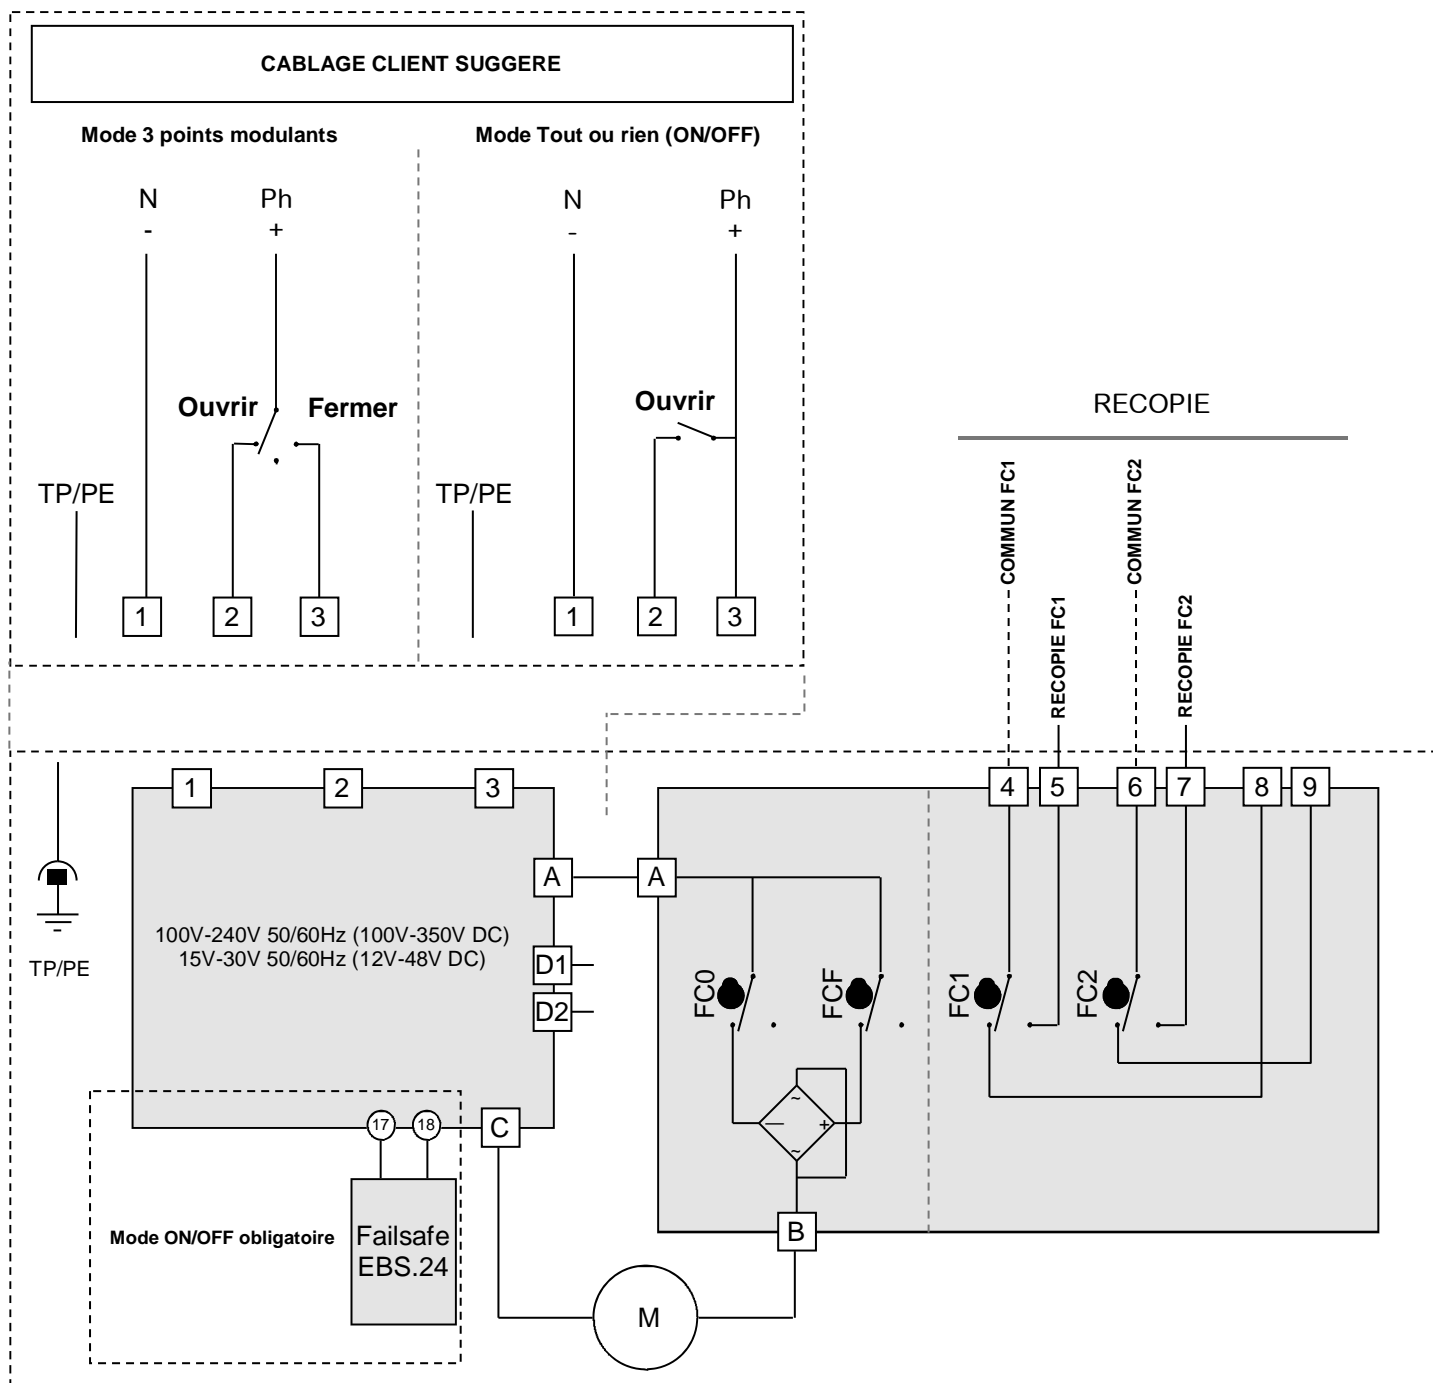 CABLAGE CLIENT SUGGERE
Mode 3 points modulants
Mode Tout ou rien (ON/OFF)
N
Ph
N
Ph
-
+
-
+
Ouvrir
Fermer
Ouvrir
RECOPIE
TP/PE
TP/PE
COMMUN FC1
RECOPIE FC1
COMMUN FC2
RECOPIE FC2
1
2
3
1
2
3
1
2
3
4
5
6
7
8
9
A
A
100V-240V 50/60Hz (100V-350V DC)
15V-30V 50/60Hz (12V-48V DC)
D1
D2
TP/PE
FC0
FCF
FC1
FC2
~
—
+
~
17
18
C
Mode ON/OFF obligatoire
Failsafe
EBS.24
B
M